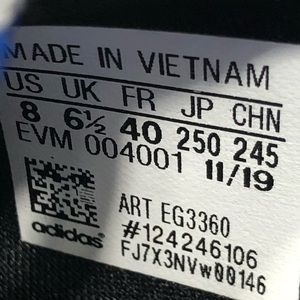 MADE IN VIETNAM
US UK FR JP CHN
8 6½ 40 250 245
EVM 004001 11/19
ART EG3360
#124246106
adidas FJ7X3NVw00146